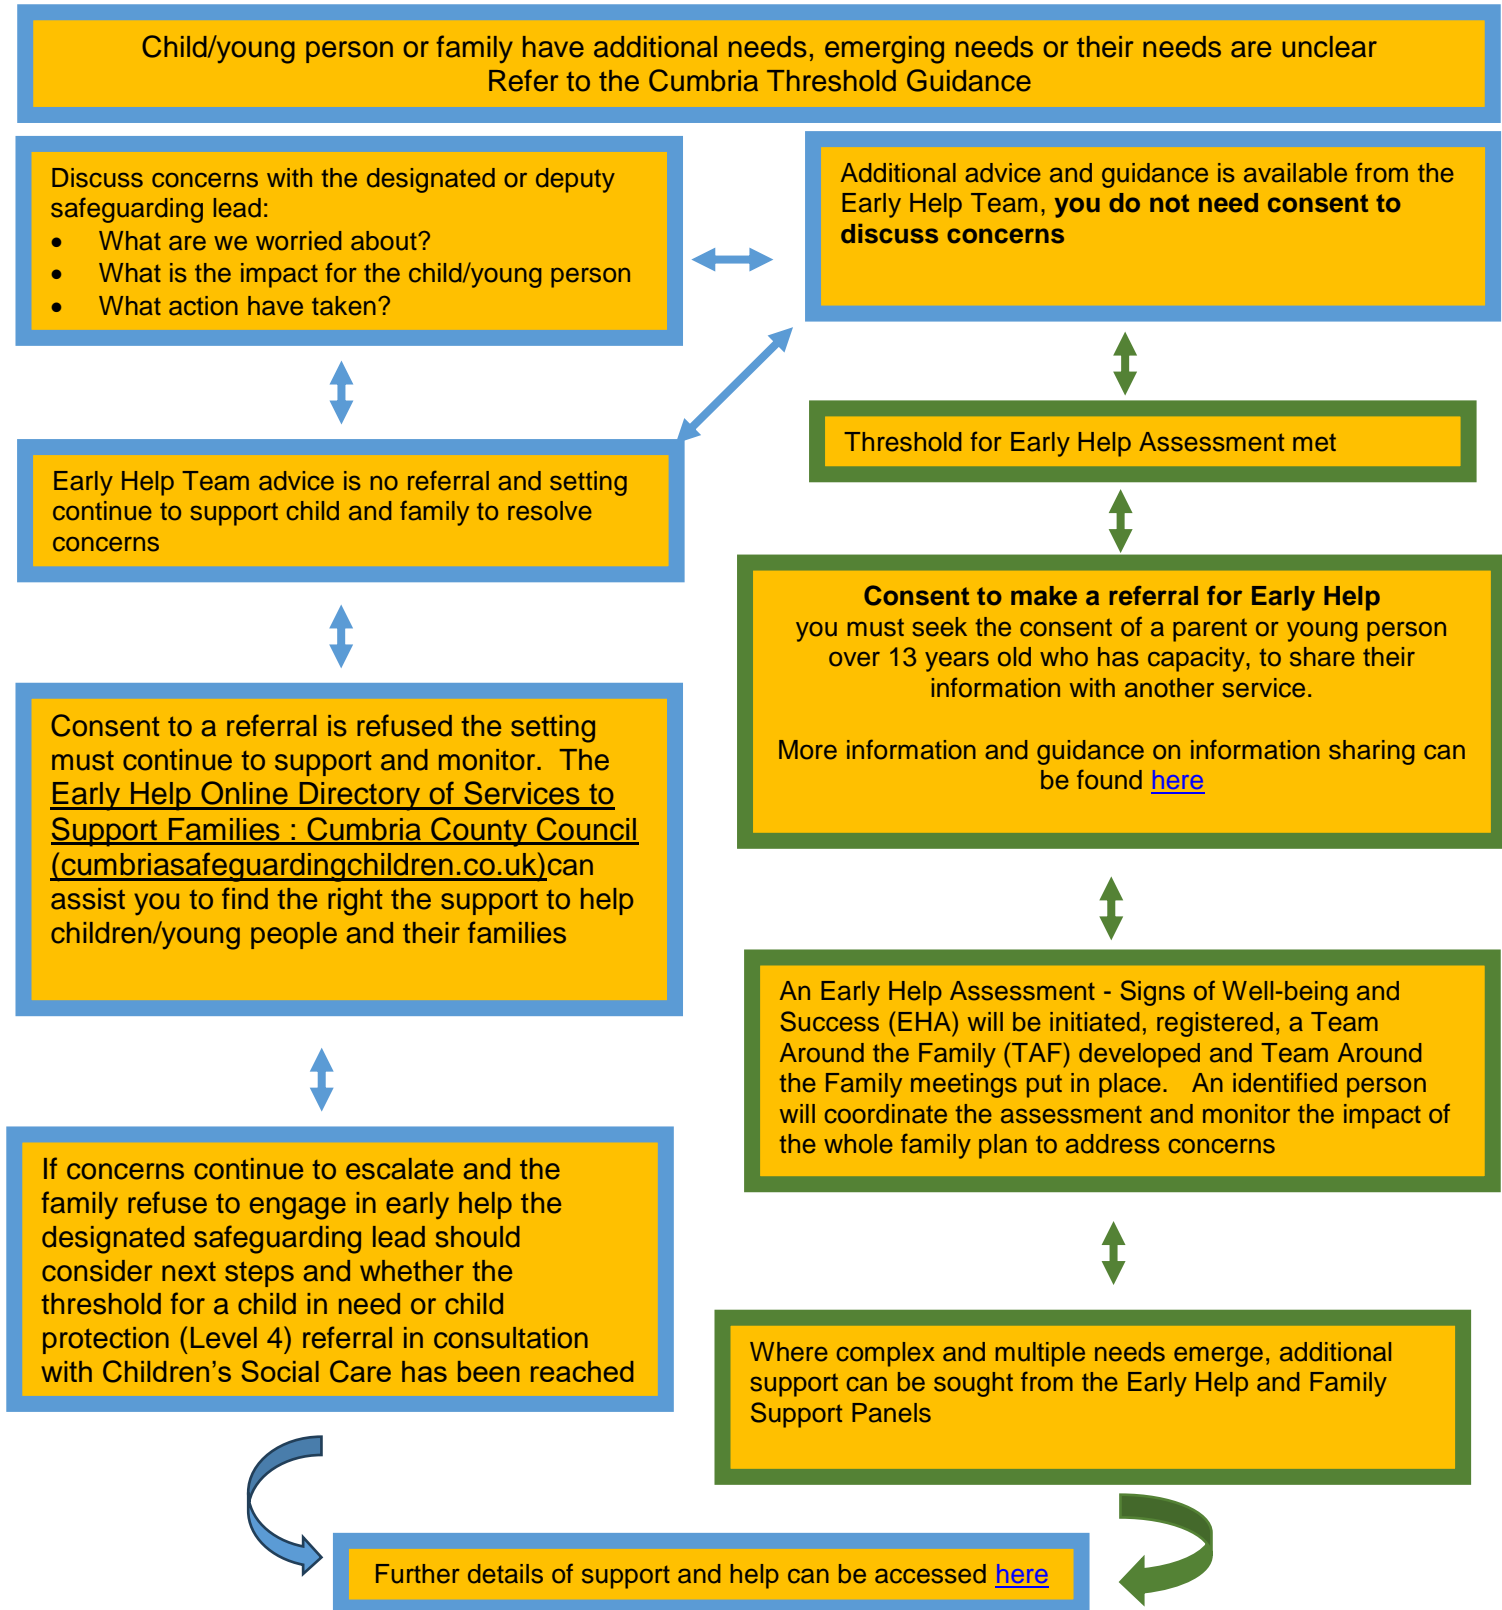 Child/young person or family have additional needs, emerging needs or their needs are unclear
Refer to the Cumbria Threshold Guidance
Discuss concerns with the designated or deputy
safeguarding lead:
• What are we worried about?
• What is the impact for the child/young person
• What action have taken?
Additional advice and guidance is available from the
Early Help Team, you do not need consent to
discuss concerns
Early Help Team advice is no referral and setting
continue to support child and family to resolve
concerns
Threshold for Early Help Assessment met
Consent to make a referral for Early Help
you must seek the consent of a parent or young person
over 13 years old who has capacity, to share their
information with another service.
More information and guidance on information sharing can
be found here
Consent to a referral is refused the setting
must continue to support and monitor. The
Early Help Online Directory of Services to
Support Families : Cumbria County Council
(cumbriasafeguardingchildren.co.uk)can
assist you to find the right the support to help
children/young people and their families
An Early Help Assessment - Signs of Well-being and
Success (EHA) will be initiated, registered, a Team
Around the Family (TAF) developed and Team Around
the Family meetings put in place. An identified person
will coordinate the assessment and monitor the impact of
the whole family plan to address concerns
If concerns continue to escalate and the
family refuse to engage in early help the
designated safeguarding lead should
consider next steps and whether the
threshold for a child in need or child
protection (Level 4) referral in consultation
with Children’s Social Care has been reached
Where complex and multiple needs emerge, additional
support can be sought from the Early Help and Family
Support Panels
Further details of support and help can be accessed here